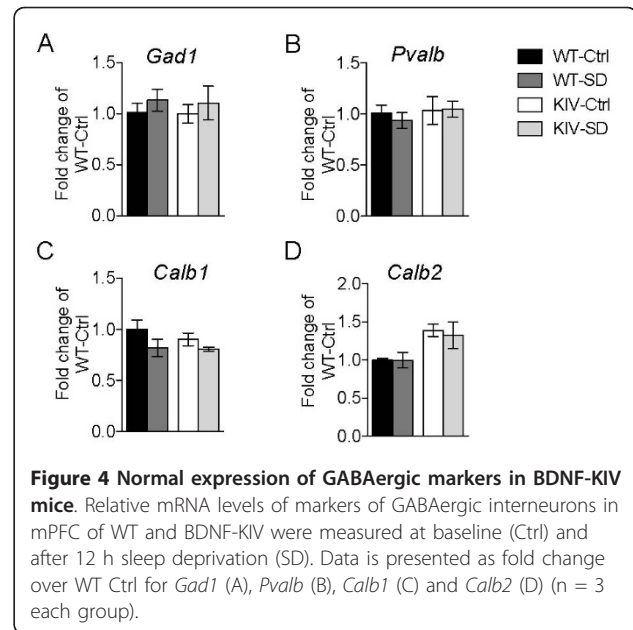 A
Gad1
Fold change of
WT-Ctrl
1.5
1.0
0.5
0.0
B
Pvalb
Fold change of
WT-Ctrl
1.5
1.0
0.5
0.0
WT-Ctrl
WT-SD
KIV-Ctrl
KIV-SD
C
Calb1
Fold change of
WT-Ctrl
1.5
1.0
0.5
0.0
D
Calb2
Fold change of
WT-Ctrl
2.0
1.5
1.0
0.5
0.0
Figure 4 Normal expression of GABAergic markers in BDNF-KIV
mice. Relative mRNA levels of markers of GABAergic interneurons in
mPFC of WT and BDNF-KIV were measured at baseline (Ctrl) and
after 12 h sleep deprivation (SD). Data is presented as fold change
over WT Ctrl for Gad1 (A), Pvalb (B), Calb1 (C) and Calb2 (D) (n = 3
each group).